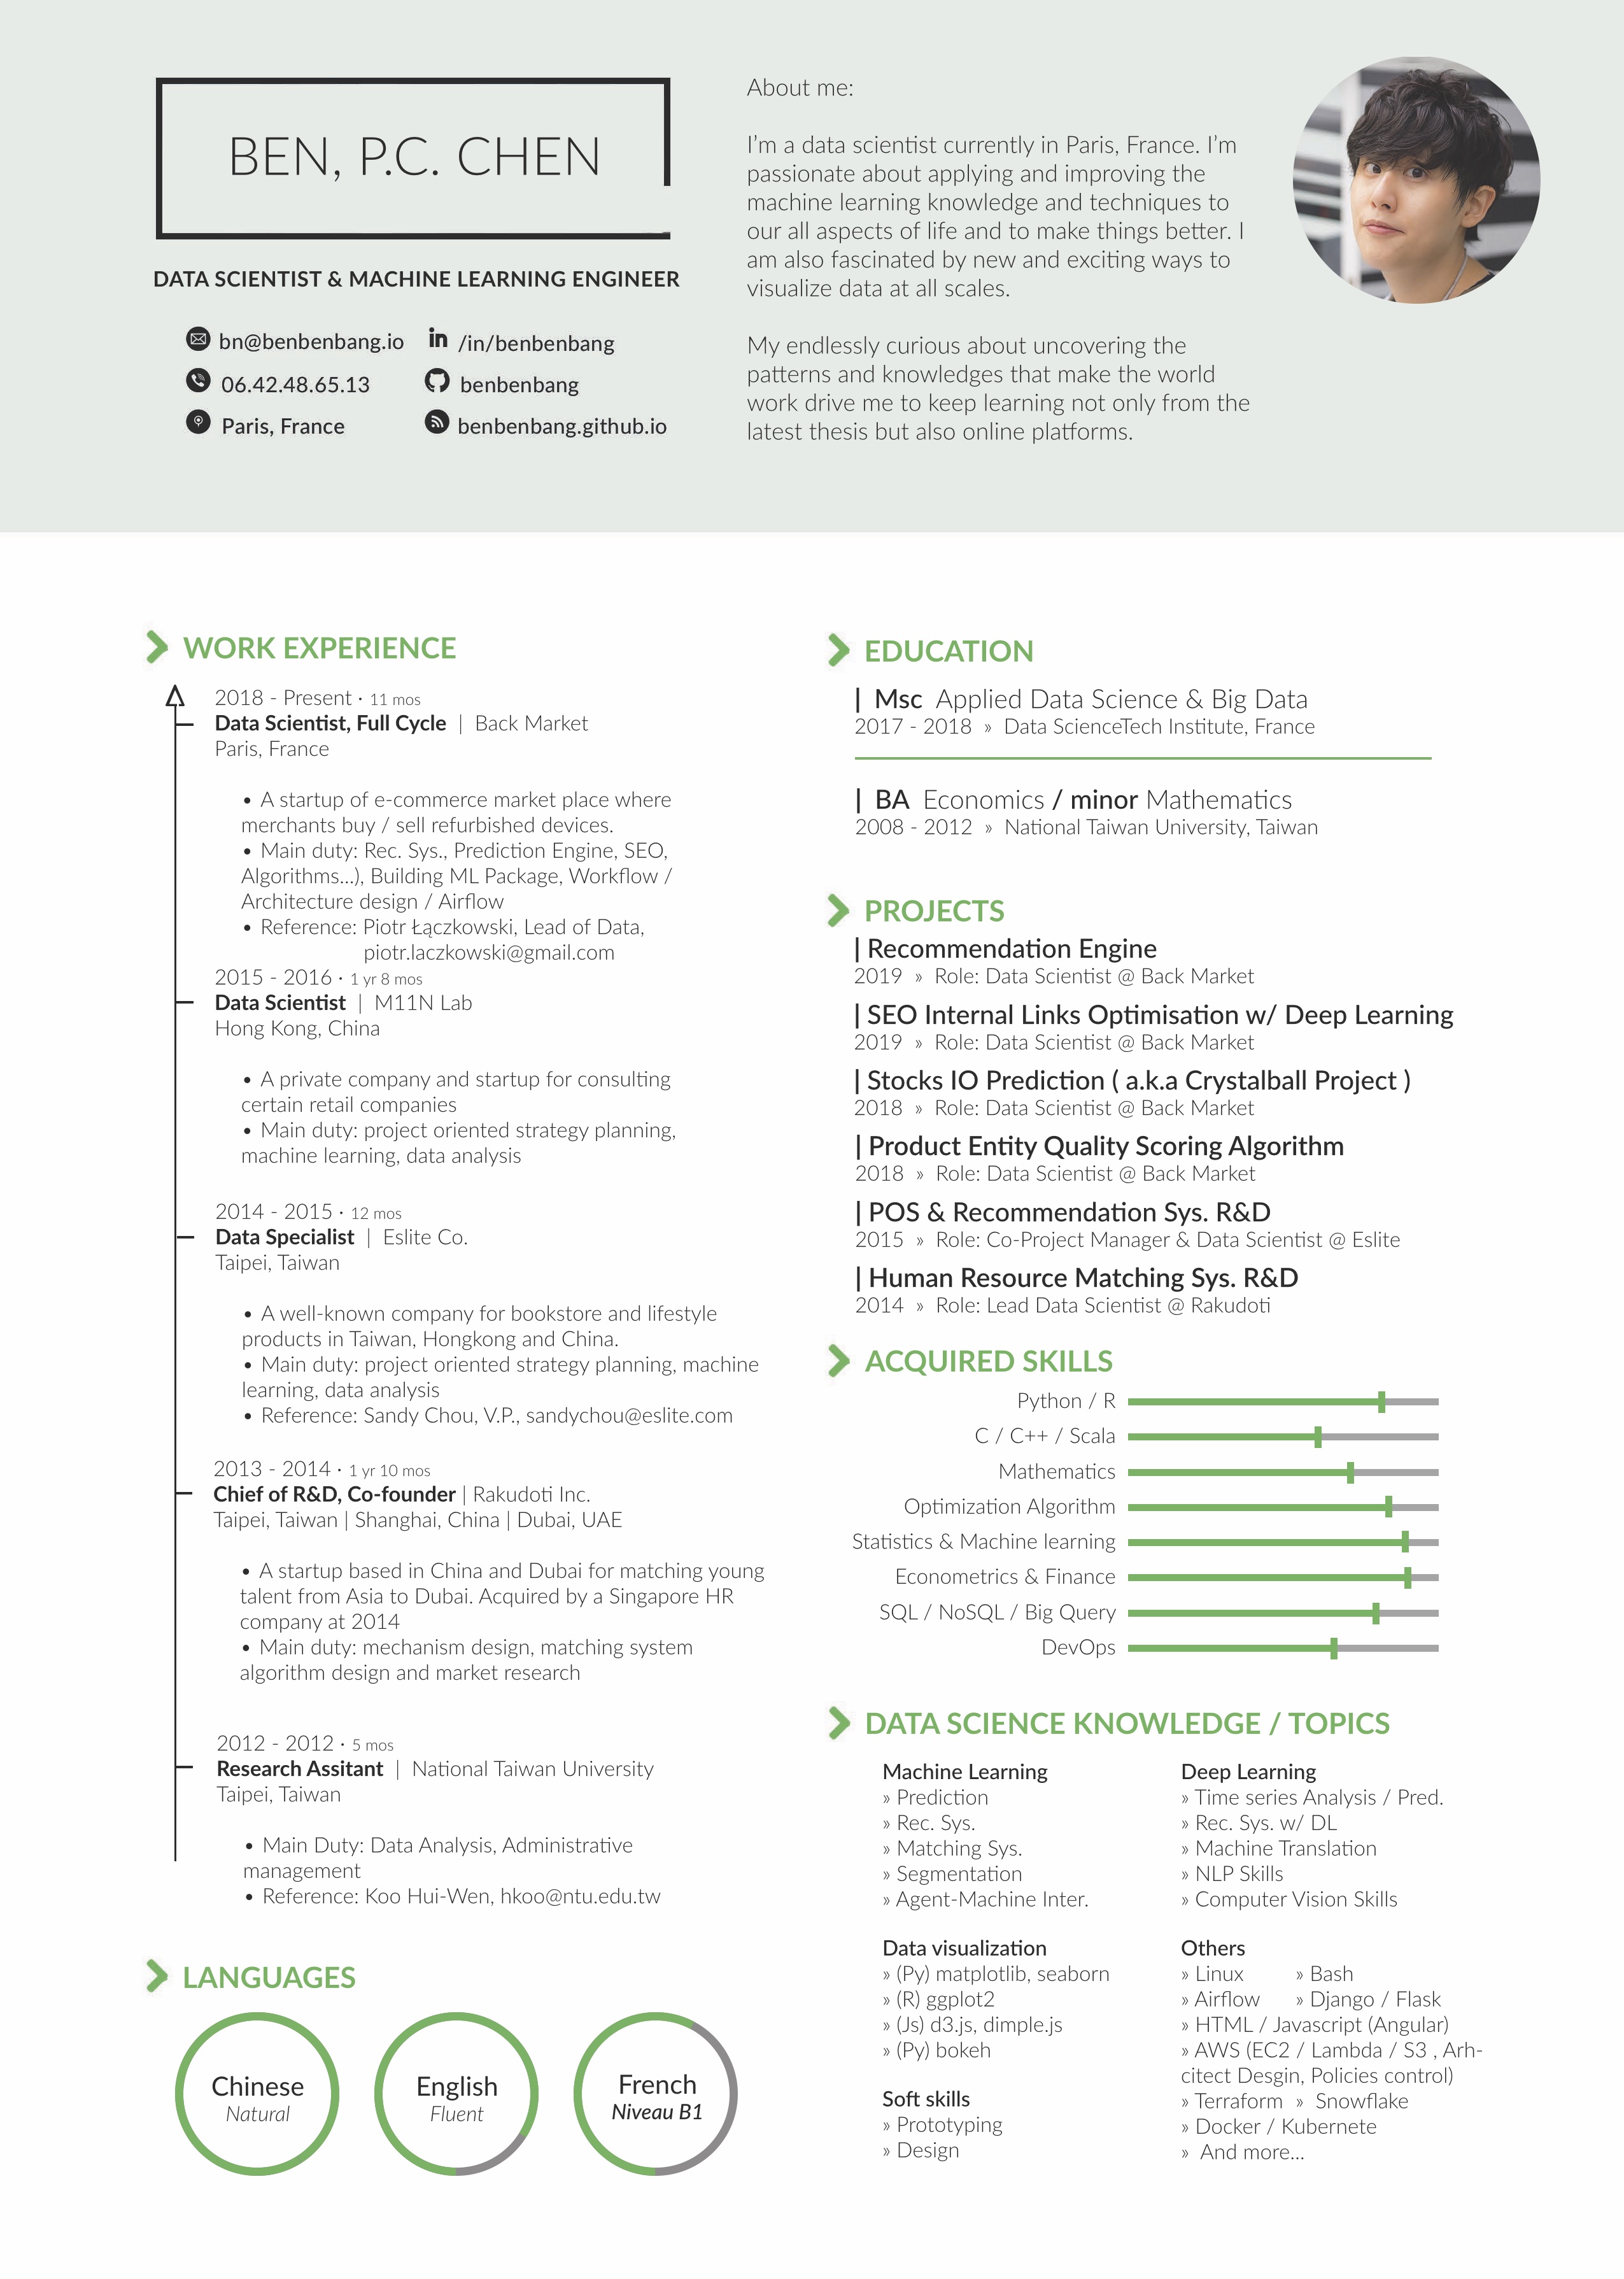 BEN, P.C. CHEN
DATA SCIENTIST & MACHINE LEARNING ENGINEER
bn@benbenbang.io
in /in/benbenbang
06.42.48.65.13
benbenbang
Paris, France
benbenbang.github.io
About me:
I'm a data scientist currently in Paris, France. I'm
passionate about applying and improving the
machine learning knowledge and techniques to
our all aspects of life and to make things better. I
am also fascinated by new and exciting ways to
visualize data at all scales.
My endlessly curious about uncovering the
patterns and knowledges that make the world
work drive me to keep learning not only from the
latest thesis but also online platforms.
WORK EXPERIENCE
2018 - Present · 11 mos
Data Scientist, Full Cycle | Back Market
Paris, France
• A startup of e-commerce market place where
merchants buy / sell refurbished devices.
• Main duty: Rec. Sys., Prediction Engine, SEO,
Algorithms...), Building ML Package, Workflow /
Architecture design / Airflow
• Reference: Piotr Łączkowski, Lead of Data,
piotr.laczkowski@gmail.com
2015 - 2016 · 1 yr 8 mos
Data Scientist | M11N Lab
Hong Kong, China
• A private company and startup for consulting
certain retail companies
• Main duty: project oriented strategy planning,
machine learning, data analysis
2014 - 2015 · 12 mos
Data Specialist | Eslite Co.
Taipei, Taiwan
• A well-known company for bookstore and lifestyle
products in Taiwan, Hongkong and China.
• Main duty: project oriented strategy planning, machine
learning, data analysis
• Reference: Sandy Chou, V.P., sandychou@eslite.com
2013 - 2014 · 1 yr 10 mos
Chief of R&D, Co-founder | Rakudoti Inc.
Taipei, Taiwan | Shanghai, China | Dubai, UAE
• A startup based in China and Dubai for matching young
talent from Asia to Dubai. Acquired by a Singapore HR
company at 2014
• Main duty: mechanism design, matching system
algorithm design and market research
2012 - 2012 · 5 mos
Research Assitant | National Taiwan University
Taipei, Taiwan
• Main Duty: Data Analysis, Administrative
management
• Reference: Koo Hui-Wen, hkoo@ntu.edu.tw
LANGUAGES
Chinese
Natural
English
Fluent
French
Niveau B1
EDUCATION
| Msc Applied Data Science & Big Data
2017 - 2018 » Data ScienceTech Institute, France
| BA Economics / minor Mathematics
2008 - 2012 » National Taiwan University, Taiwan
PROJECTS
| Recommendation Engine
2019 » Role: Data Scientist @ Back Market
| SEO Internal Links Optimisation w/ Deep Learning
2019 » Role: Data Scientist @ Back Market
| Stocks IO Prediction ( a.k.a Crystalball Project )
2018 » Role: Data Scientist @ Back Market
| Product Entity Quality Scoring Algorithm
2018 » Role: Data Scientist @ Back Market
| POS & Recommendation Sys. R&D
2015 » Role: Co-Project Manager & Data Scientist @ Eslite
| Human Resource Matching Sys. R&D
2014 » Role: Lead Data Scientist @ Rakudoti
ACQUIRED SKILLS
Python / R
C / C++ / Scala
Mathematics
Optimization Algorithm
Statistics & Machine learning
Econometrics & Finance
SQL / NoSQL / Big Query
DevOps
DATA SCIENCE KNOWLEDGE / TOPICS
Machine Learning
» Prediction
» Rec. Sys.
» Matching Sys.
» Segmentation
» Agent-Machine Inter.
Deep Learning
» Time series Analysis / Pred.
» Rec. Sys. w/ DL
» Machine Translation
» NLP Skills
» Computer Vision Skills
Data visualization
» (Py) matplotlib, seaborn
» (R) ggplot2
» (Js) d3.js, dimple.js
» (Py) bokeh
Soft skills
» Prototyping
» Design
Others
» Linux » Bash
» Airflow » Django / Flask
» HTML / Javascript (Angular)
» AWS (EC2 / Lambda / S3 , Arh-
citect Desgin, Policies control)
» Terraform » Snowflake
» Docker / Kubernete
» And more...